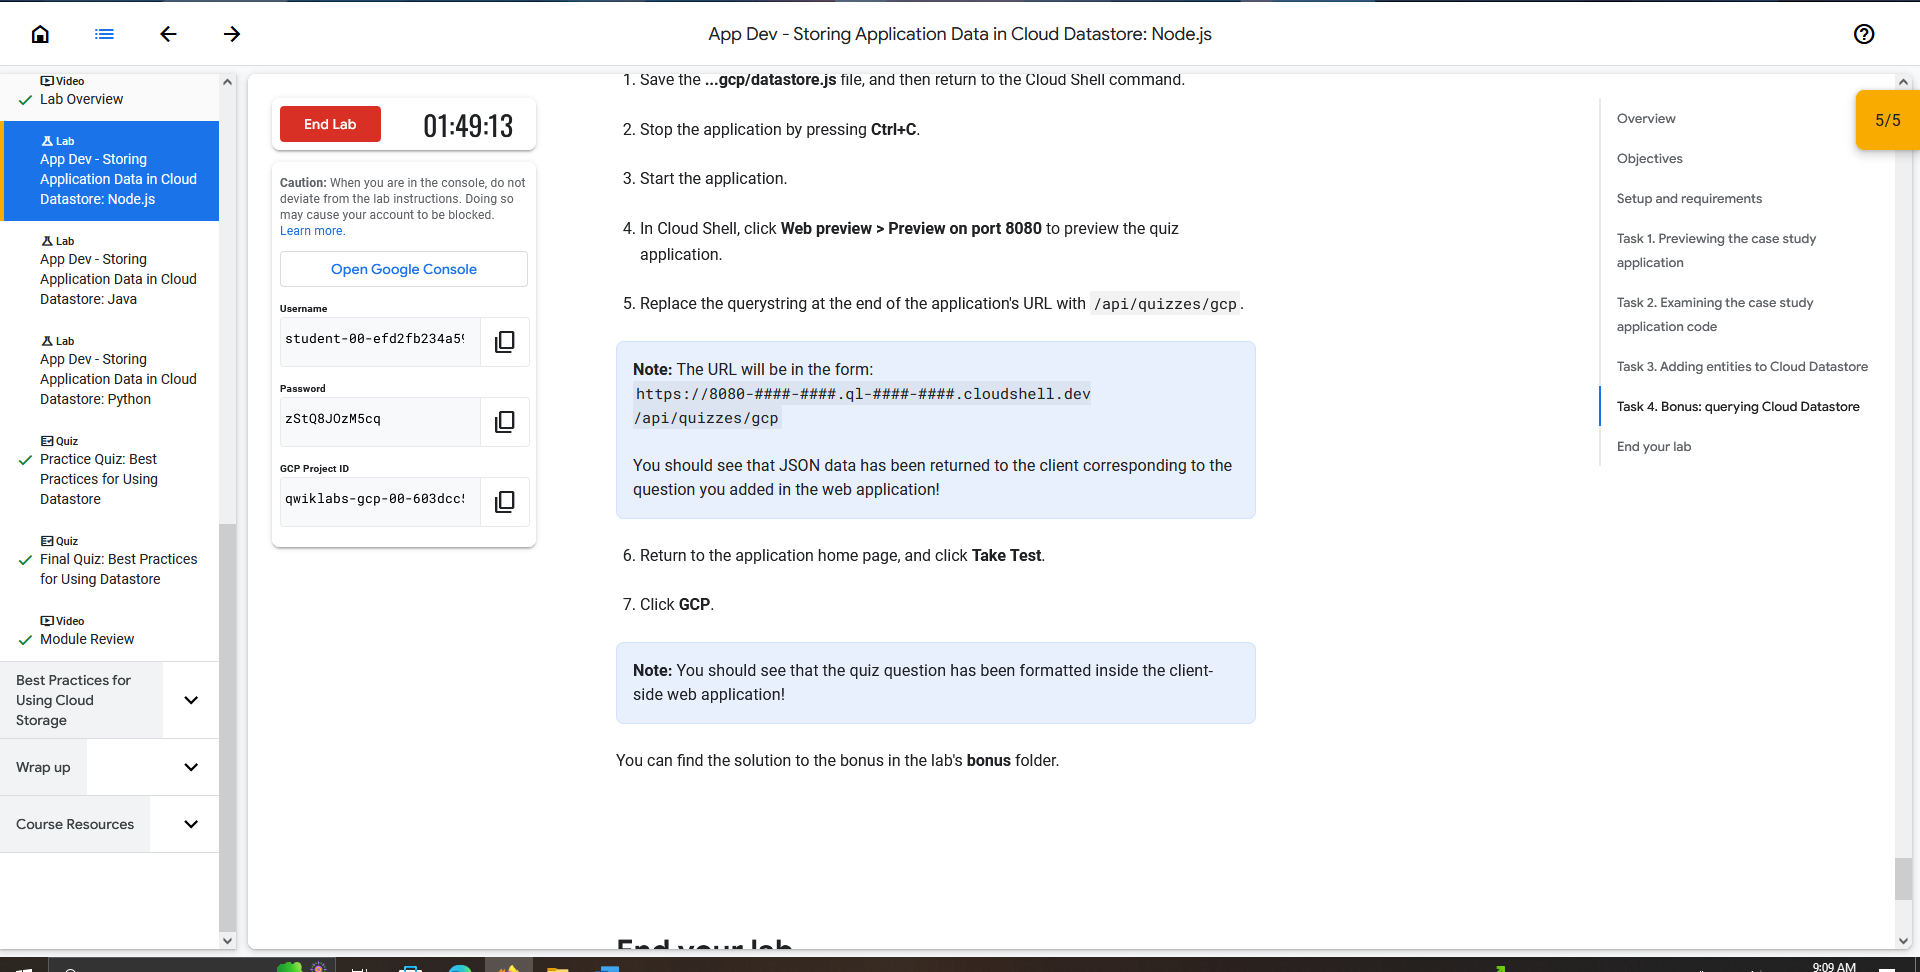 App Dev - Storing Application Data in Cloud Datastore: Node.js
Video
Lab Overview
Lab
App Dev - Storing
Application Data in Cloud
Datastore: Node.js
Lab
App Dev - Storing
Application Data in Cloud
Datastore: Java
Lab
App Dev - Storing
Application Data in Cloud
Datastore: Python
Quiz
Practice Quiz: Best
Practices for Using
Datastore
Quiz
Final Quiz: Best Practices
for Using Datastore
Video
Module Review
Best Practices for
Using Cloud
Storage
Wrap up
Course Resources
End Lab
01:49:13
Caution: When you are in the console, do not
deviate from the lab instructions. Doing so
may cause your account to be blocked.
Learn more.
Open Google Console
Username
student-00-efd2fb234a5
Password
zStQ8JOzM5cq
GCP Project ID
qwiklabs-gcp-00-603dcc
1. Save the ...gcp/datastore.js file, and then return to the Cloud Shell command.
2. Stop the application by pressing Ctrl+C.
3. Start the application.
4. In Cloud Shell, click Web preview > Preview on port 8080 to preview the quiz
application.
5. Replace the querystring at the end of the application's URL with /api/quizzes/gcp.
Note: The URL will be in the form:
https://8080-####-####.ql-####-####.cloudshell.dev
/api/quizzes/gcp
You should see that JSON data has been returned to the client corresponding to the
question you added in the web application!
6. Return to the application home page, and click Take Test.
7. Click GCP.
Note: You should see that the quiz question has been formatted inside the client-
side web application!
You can find the solution to the bonus in the lab's bonus folder.
End your lab
5/5
Overview
Objectives
Setup and requirements
Task 1. Previewing the case study
application
Task 2. Examining the case study
application code
Task 3. Adding entities to Cloud Datastore
Task 4. Bonus: querying Cloud Datastore
End your lab
9:09 AM